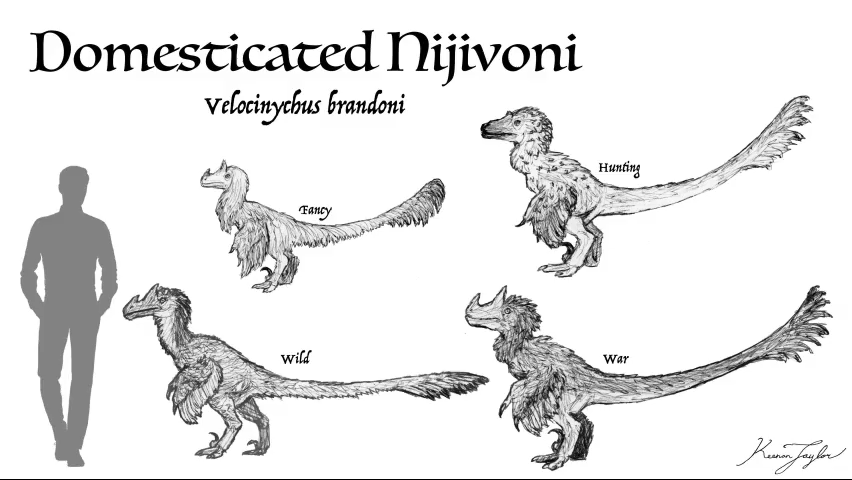 Domesticated Nijivoni
Velocinychus brandoni
Hunting
Fancy
Wild
War
Keenan Taylor